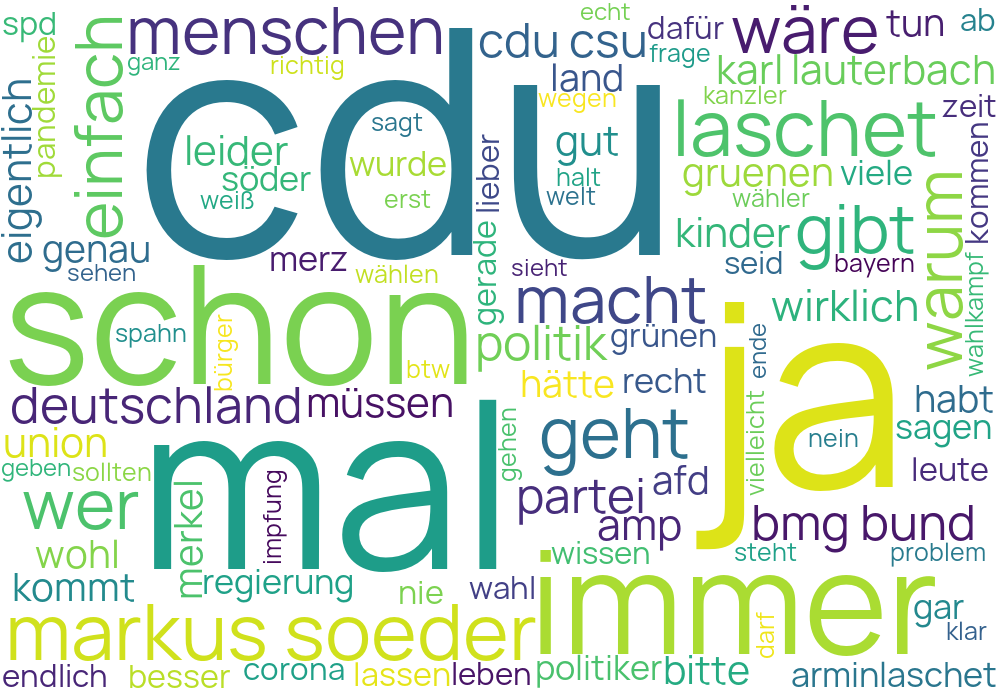 spd
menschen
echt
cdu csu
dafür
wäre
tun
ab
pandemie
einfach
ganz
richtig
cdu
land
frage
karl lauterbach
eigentlich
sagt
wegen
kanzler
zeit
leider
wurde
gut
laschet
söder
halt
gruenen
viele
kommen
weiß
erst
lieber
welt
wähler
warum
genau
merz
gerade
kinder
gibt
sehen
wählen
sieht
seid
bayern
schon
macht
wirklich
wahlkampf
spahn
bürger
politik
grünen
ja
ende
btw
hätte
recht
deutschland
müssen
habt
union
mal
gehen
geht
vielleicht
nein
sagen
geben
sollten
afd
leute
wer
merkel
impfung
partei
amp
bmg bund
wohl
wissen
steht
problem
kommt
regierung
nie
wahl
immer
gar
markus soeder
darf
klar
endlich
besser
corona
lassen
leben
politiker
bitte
arminlaschet